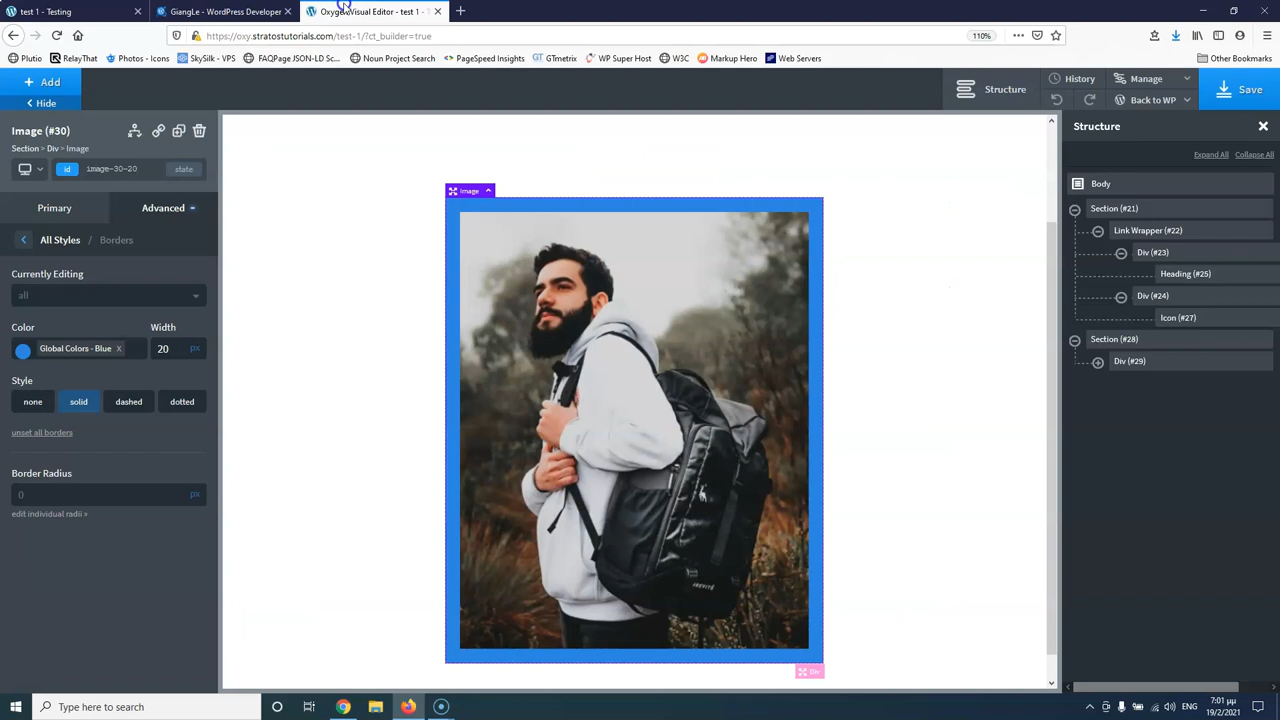 test 1 - Testing
GiangLe - WordPress Developer
Oxygen Visual Editor - test 1 -
https://oxy.stratostutorials.com/test-1/?ct_builder=true
110%
Plutio
RelayThat
Photos - Icons
SkySilk - VPS
FAQPage JSON-LD Sc...
Noun Project Search
PageSpeed Insights
GTmetrix
WP Super Host
W3C
Markup Hero
Web Servers
Other Bookmarks
+ Add
Hide
Structure
History
Manage
Back to WP
Save
Image (#30)
Section > Div > Image
id
image-30-20
state
Primary
Advanced
All Styles
Borders
Currently Editing
all
Color
Width
Global Colors - Blue x
20
px
Style
none
solid
dashed
dotted
unset all borders
Border Radius
0
px
edit individual radii »
Image
Div
Structure
Expand All
Collapse All
Body
Section (#21)
Link Wrapper (#22)
Div (#23)
Heading (#25)
Div (#24)
Icon (#27)
Section (#28)
Div (#29)
Type here to search
ENG
7:01 μμ
19/2/2021